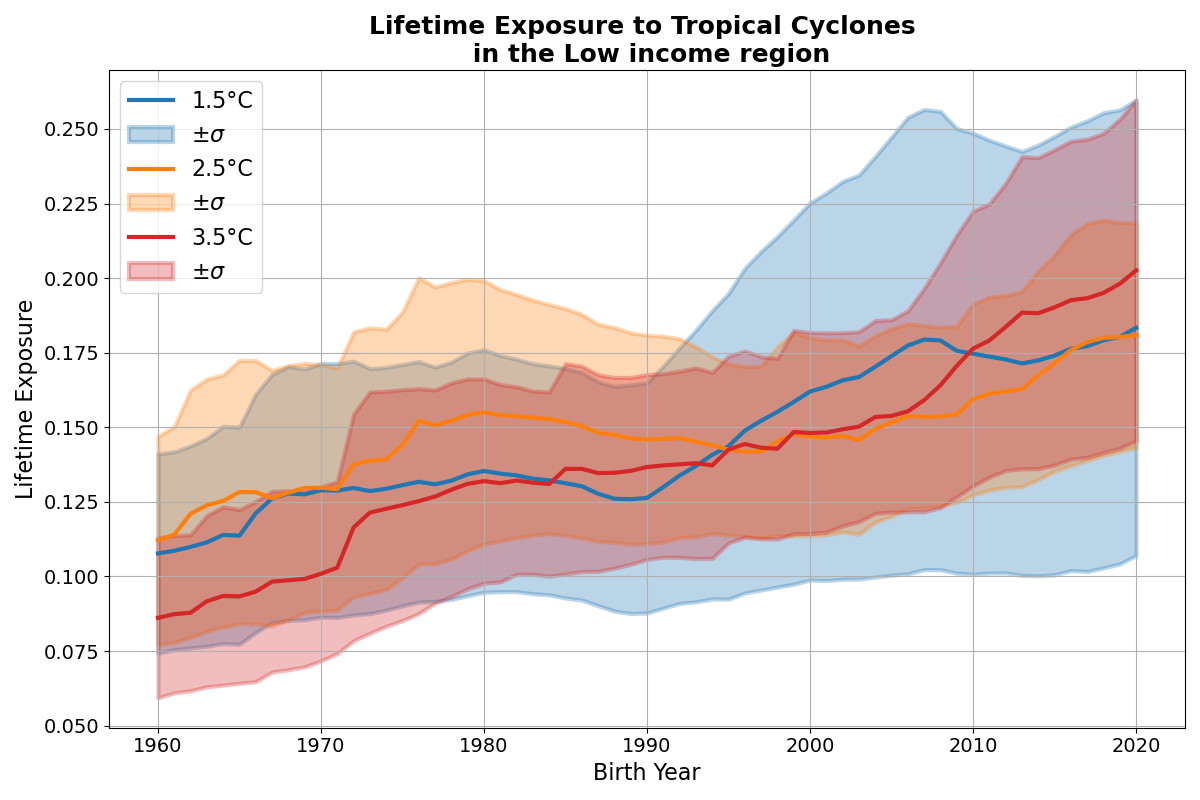 Lifetime Exposure to Tropical Cyclones
in the Low income region
Lifetime Exposure
0.250
0.225
0.200
0.175
0.150
0.125
0.100
0.075
0.050
1.5°C
±σ
2.5°C
±σ
3.5°C
±σ
1960 1970 1980 1990 2000 2010 2020
Birth Year